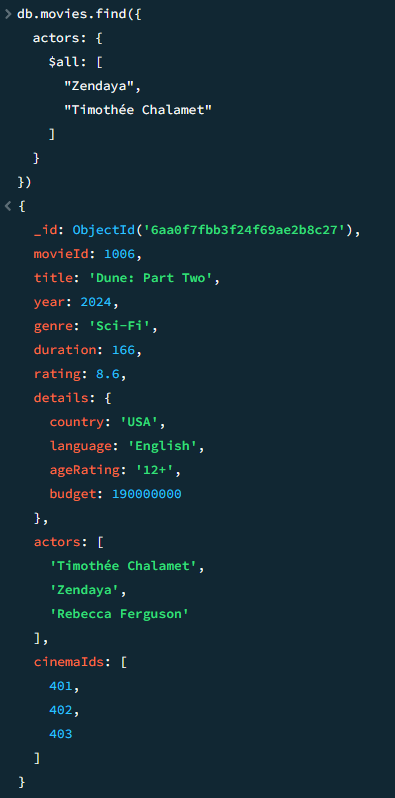 db.movies.find({
actors: {
$all: [
"Zendaya",
"Timothée Chalamet"
]
}
})
{
_id: ObjectId('6aa0f7fbb3f24f69ae2b8c27'),
movieId: 1006,
title: 'Dune: Part Two',
year: 2024,
genre: 'Sci-Fi',
duration: 166,
rating: 8.6,
details: {
country: 'USA',
language: 'English',
ageRating: '12+',
budget: 190000000
},
actors: [
'Timothée Chalamet',
'Zendaya',
'Rebecca Ferguson'
],
cinemaIds: [
401,
402,
403
]
}